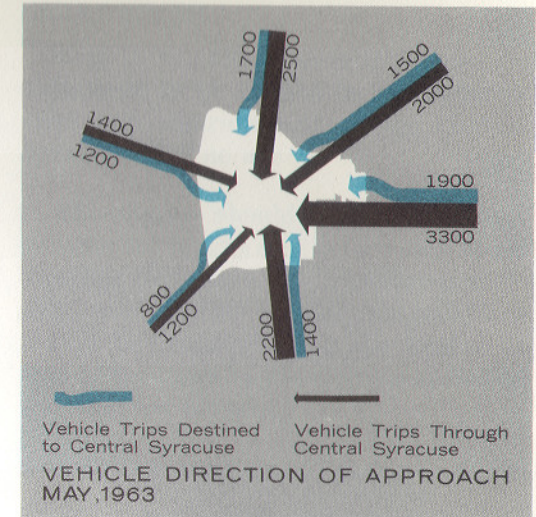 1700
2500
1500
2000
1400
1200
1900
3300
800
1200
2200
1400
Vehicle Trips Destined
to Central Syracuse
Vehicle Trips Through
Central Syracuse
VEHICLE DIRECTION OF APPROACH
MAY,1963